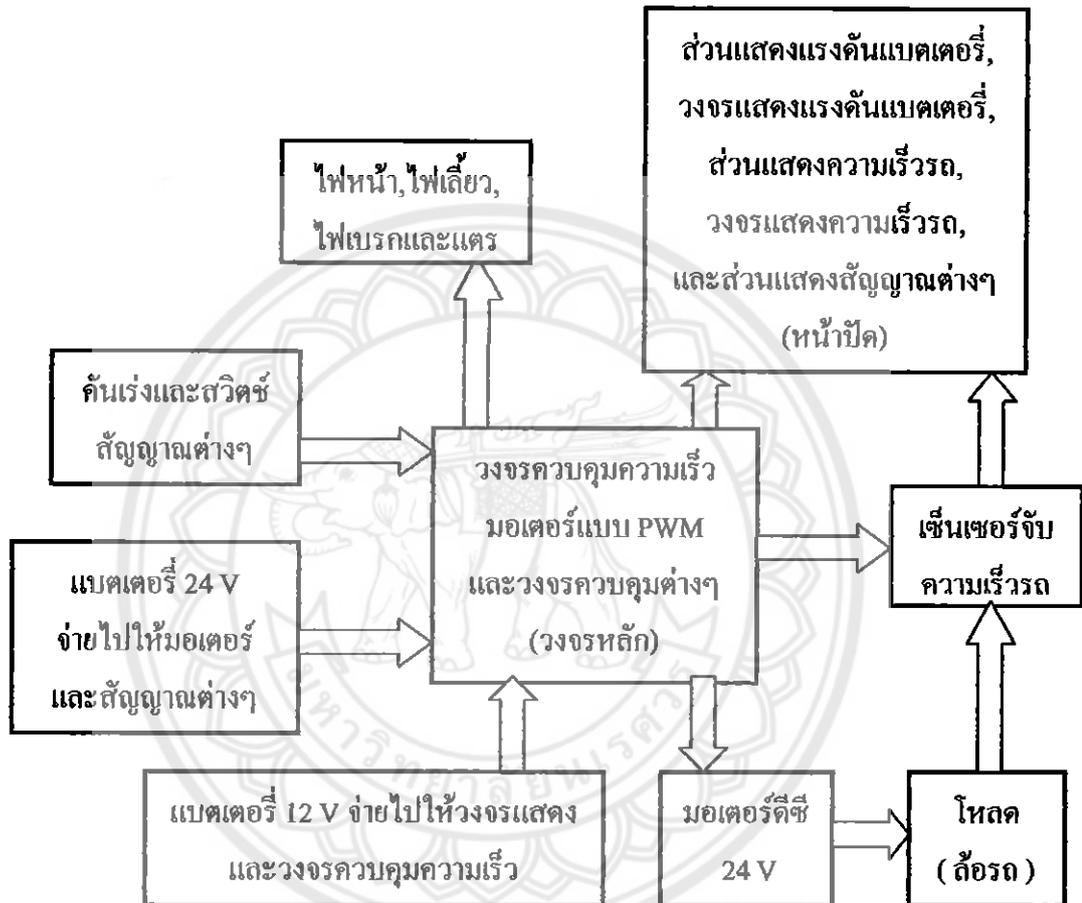 ส่วนแสดงแรงดันแบตเตอรี่,
วงจรแสดงแรงดันแบตเตอรี่,
ส่วนแสดงความเร็วรถ,
วงจรแสดงความเร็วรถ,
และส่วนแสดงสัญญาณต่างๆ
(หน้าปัด)
ไฟหน้า,ไฟเลี้ยว,
ไฟเบรกและแตร
คันเร่งและสวิตช์
สัญญาณต่างๆ
วงจรควบคุมความเร็ว
มอเตอร์แบบ PWM
และวงจรควบคุมต่างๆ
(วงจรหลัก)
เซ็นเซอร์จับ
ความเร็วรถ
แบตเตอรี่ 24 V
จ่ายไปให้มอเตอร์
และสัญญาณต่างๆ
แบตเตอรี่ 12 V จ่ายไปให้วงจรแสดง
และวงจรควบคุมความเร็ว
มอเตอร์ดีซี
24 V
โหลด
( ล้อรถ )
มหาวิทยาลัยนเรศวร